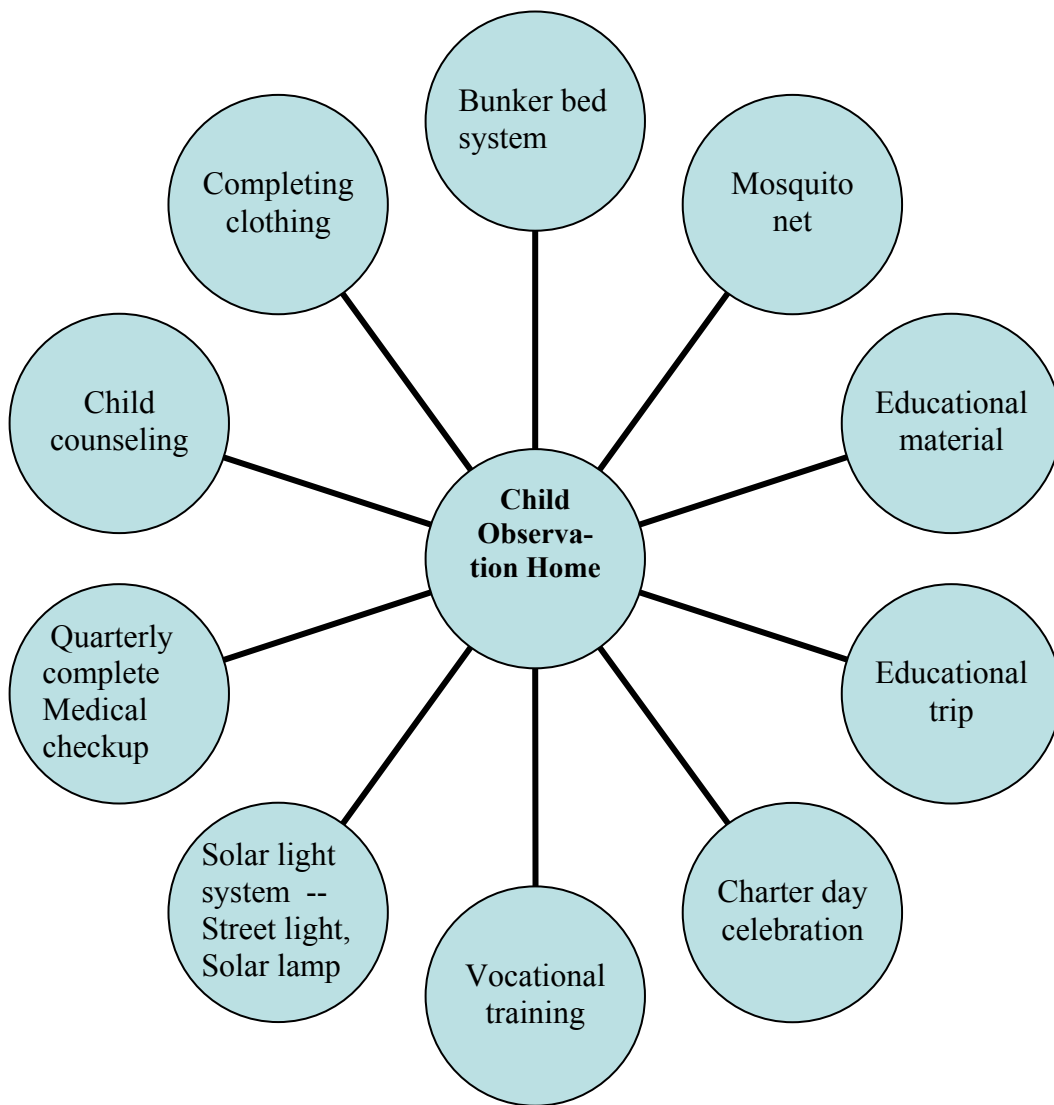 Bunker bed
system
Mosquito
net
Educational
material
Educational
trip
Charter day
celebration
Vocational
training
Solar light
system --
Street light,
Solar lamp
Quarterly
complete
Medical
checkup
Child
counseling
Completing
clothing
Child
Observa-
tion Home